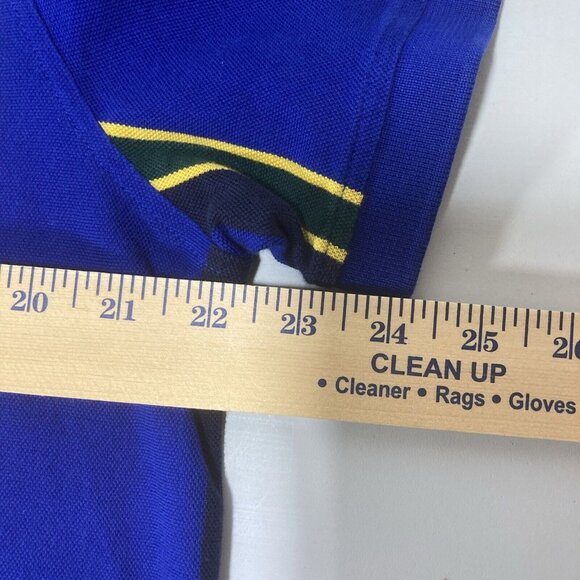 20 21 22 23 24 25 26
CLEAN UP
• Cleaner • Rags • Gloves